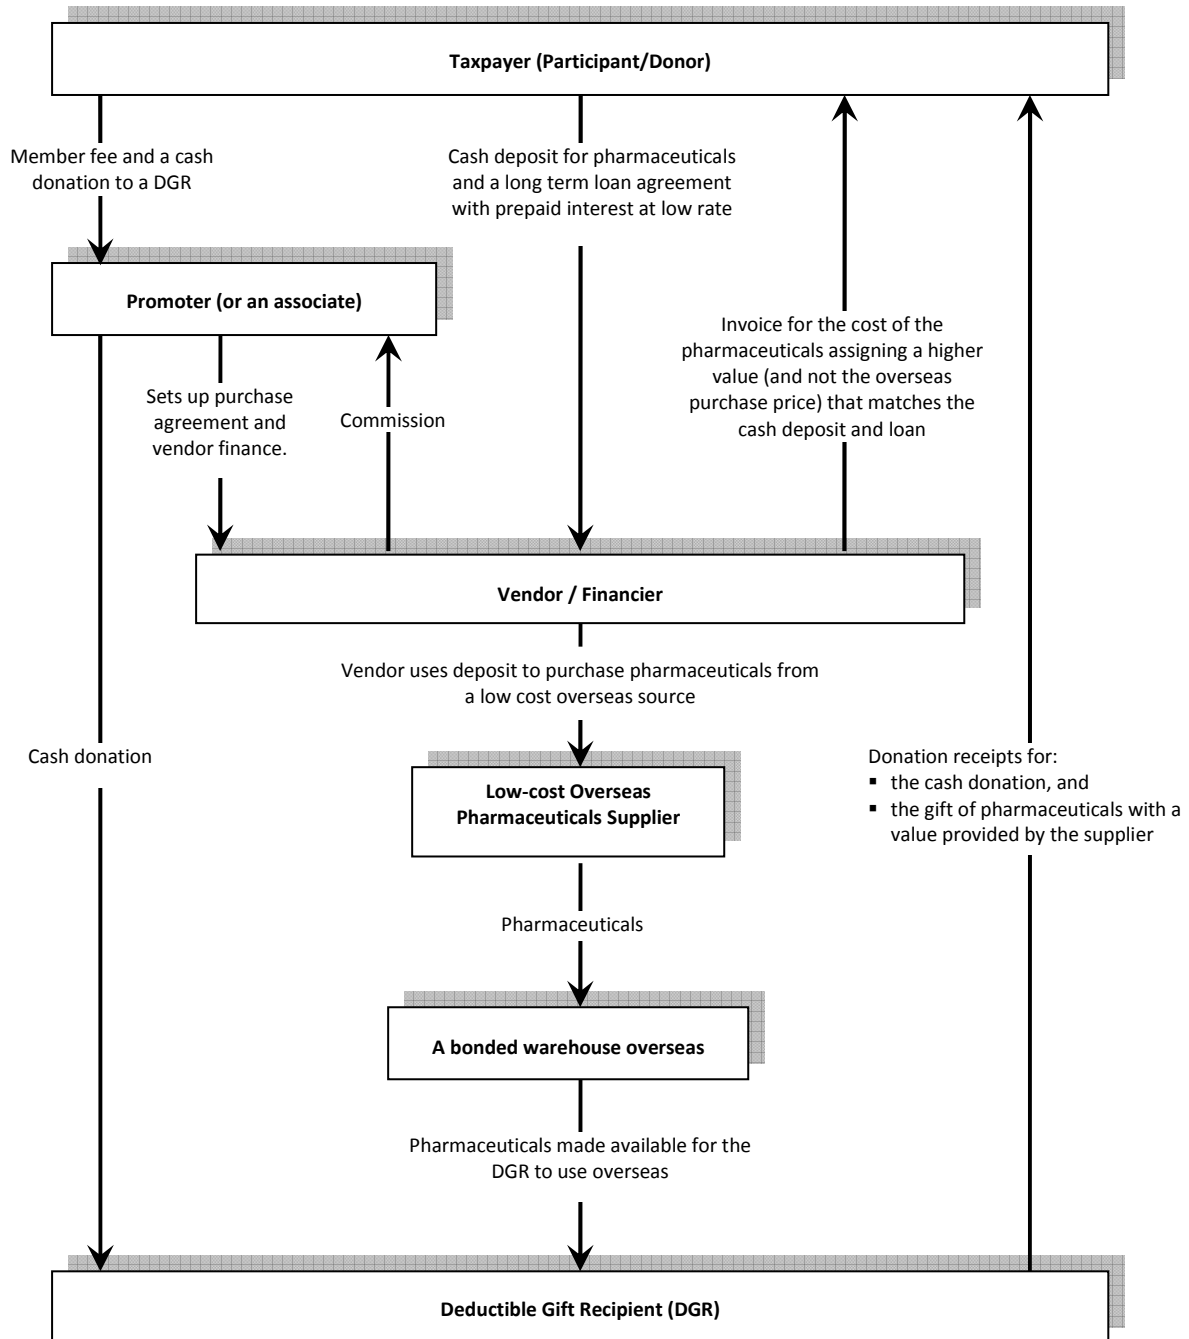 Taxpayer (Participant/Donor)
Member fee and a cash
donation to a DGR
Cash deposit for pharmaceuticals
and a long term loan agreement
with prepaid interest at low rate
Promoter (or an associate)
Invoice for the cost of the
pharmaceuticals assigning a higher
value (and not the overseas
purchase price) that matches the
cash deposit and loan
Sets up purchase
agreement and
vendor finance.
Commission
Vendor / Financier
Vendor uses deposit to purchase pharmaceuticals from
a low cost overseas source
Cash donation
Low-cost Overseas
Pharmaceuticals Supplier
Donation receipts for:
▪ the cash donation, and
▪ the gift of pharmaceuticals with a
value provided by the supplier
Pharmaceuticals
A bonded warehouse overseas
Pharmaceuticals made available for the
DGR to use overseas
Deductible Gift Recipient (DGR)